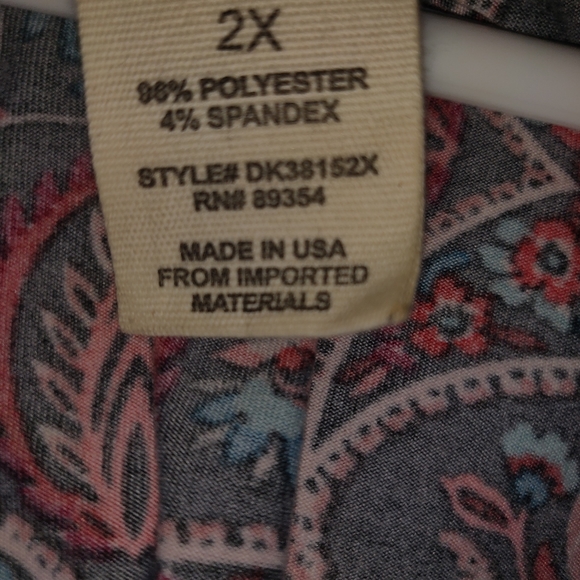 2X
96% POLYESTER
4% SPANDEX
STYLE# DK38152X
RN# 89354
MADE IN USA
FROM IMPORTED
MATERIALS